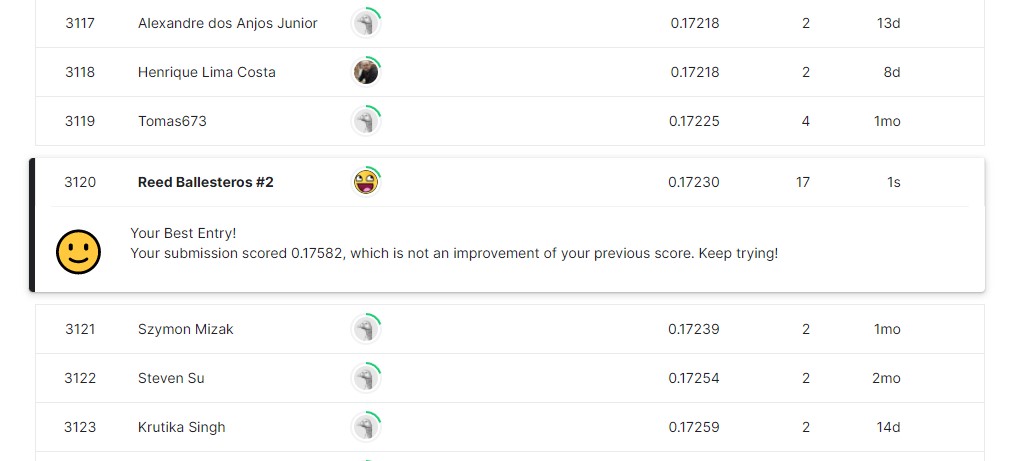 3117 Alexandre dos Anjos Junior 0.17218 2 13d
3118 Henrique Lima Costa 0.17218 2 8d
3119 Tomas673 0.17225 4 1mo
3120 Reed Ballesteros #2 0.17230 17 1s
Your Best Entry!
Your submission scored 0.17582, which is not an improvement of your previous score. Keep trying!
3121 Szymon Mizak 0.17239 2 1mo
3122 Steven Su 0.17254 2 2mo
3123 Krutika Singh 0.17259 2 14d